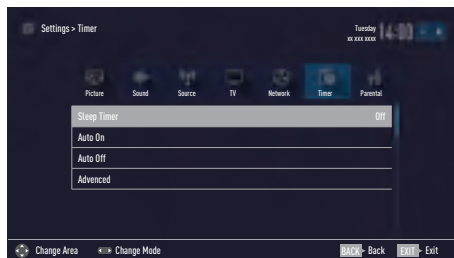 Settings > Timer
Tuesday
xx xxx xxxx
14:00
Picture Sound Source TV Network Timer Parental
Sleep Timer Off
Auto On
Auto Off
Advanced
Change Area Change Mode BACK Back EXIT Exit